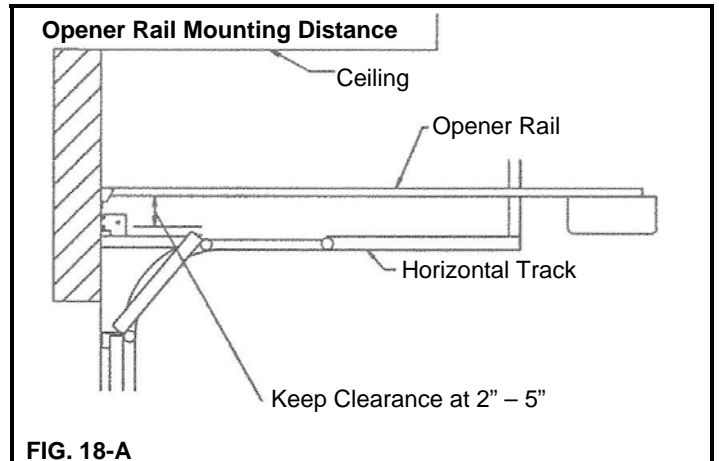 Opener Rail Mounting Distance
Ceiling
Opener Rail
Horizontal Track
Keep Clearance at 2” – 5”
FIG. 18-A